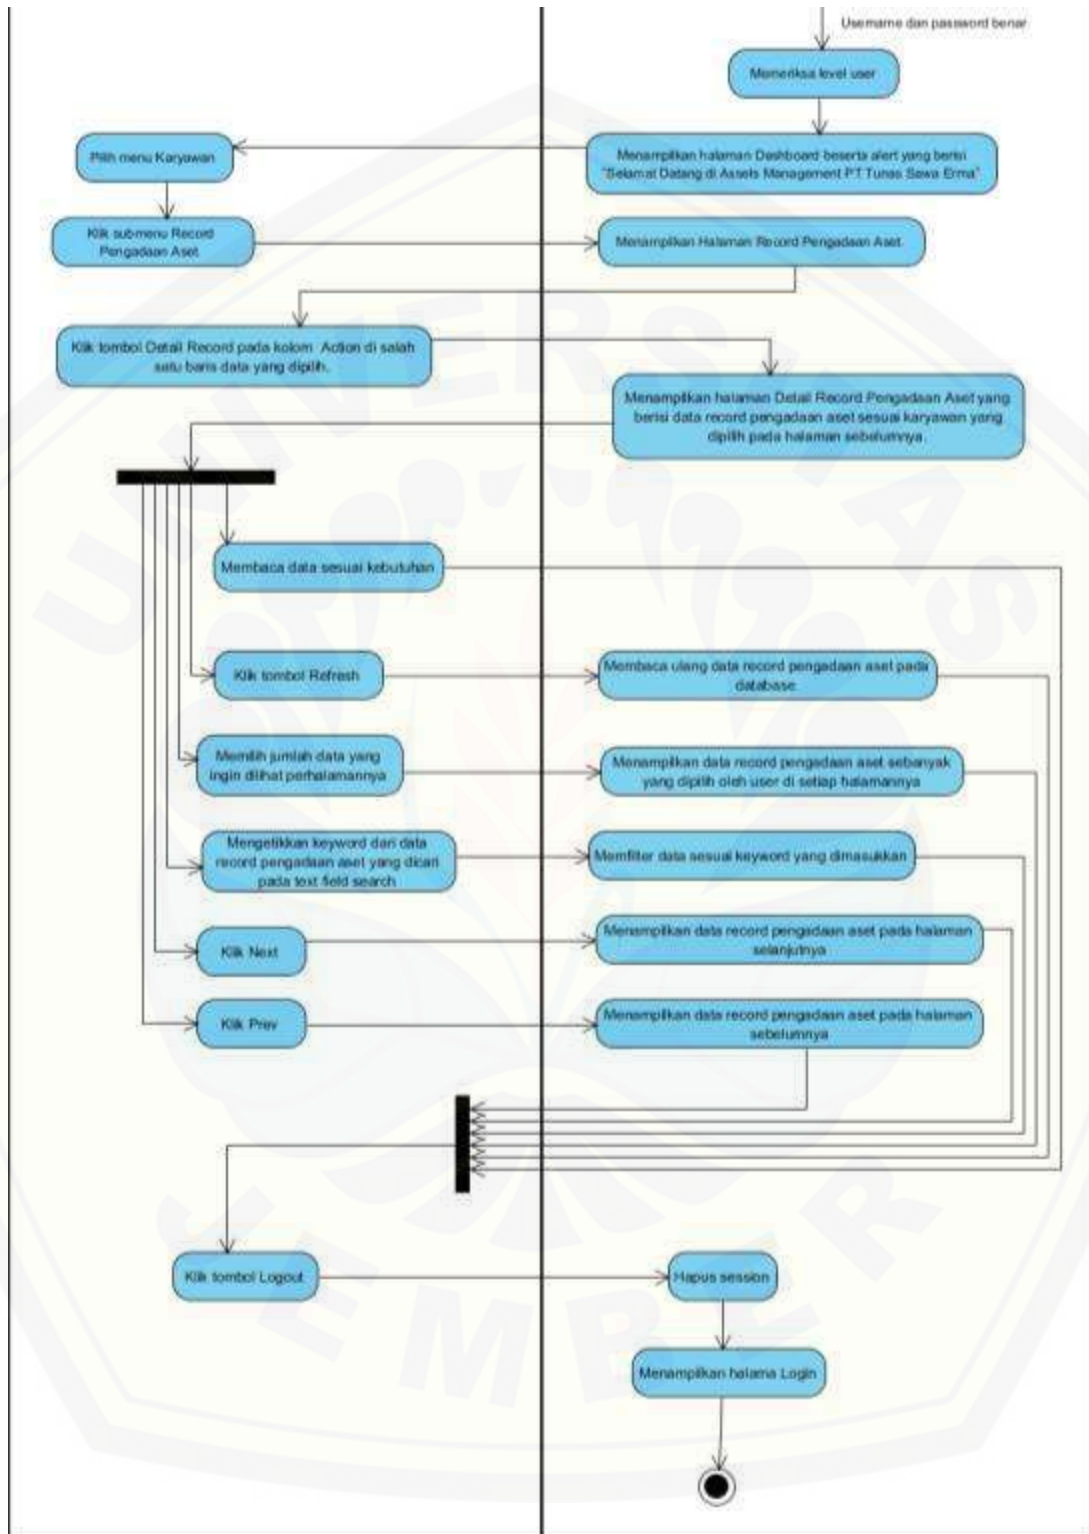 Username dan password benar
Memeriksa level user
Pilih menu Karyawan
Menampilkan halaman Dashboard beserta alert yang berisi
"Selamat Datang di Assets Management PT Tunas Sawa Erma"
Klik submenu Record
Pengadaan Aset
Menampilkan Halaman Record Pengadaan Aset
Klik tombol Detail Record pada kolom Action di salah
satu baris data yang dipilih.
Menampilkan halaman Detail Record Pengadaan Aset yang
berisi data record pengadaan aset sesuai karyawan yang
dipilih pada halaman sebelumnya.
Membaca data sesuai kebutuhan
Klik tombol Refresh
Membaca ulang data record pengadaan aset pada
database
Memilih jumlah data yang
ingin dilihat perhalamannya
Menampilkan data record pengadaan aset sebanyak
yang dipilih oleh user di setiap halamannya
Mengetikkan keyword dari data
record pengadaan aset yang dicari
pada text field search
Memfilter data sesuai keyword yang dimasukkan
Klik Next
Menampilkan data record pengadaan aset pada halaman
selanjutnya
Klik Prev
Menampilkan data record pengadaan aset pada halaman
sebelumnya
Klik tombol Logout
Hapus session
Menampilkan halama Login
UNIVERSITAS
JEMBER